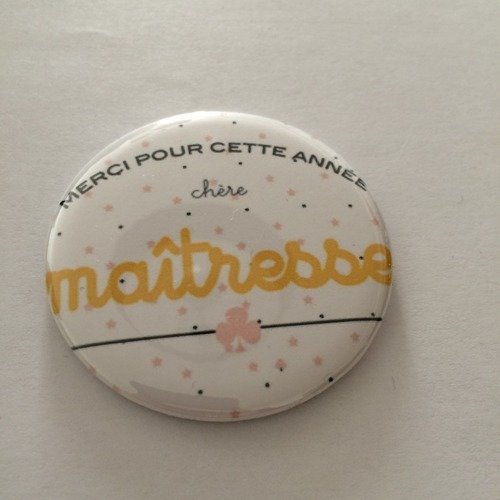 MERCI POUR CETTE ANNÉE
chère
maîtresse